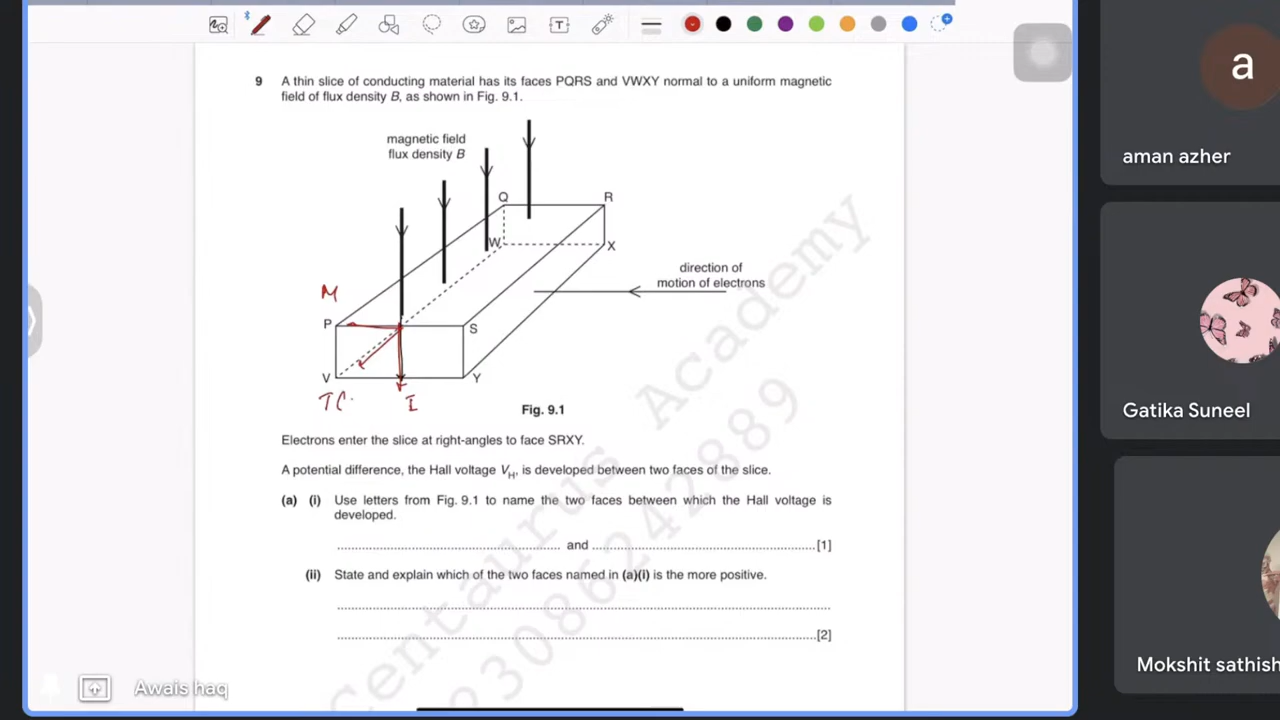 9 A thin slice of conducting material has its faces PQRS and VWXY normal to a uniform magnetic
field of flux density B, as shown in Fig. 9.1.
magnetic field
flux density B
Q
R
W
X
direction of
motion of electrons
M
P
S
V
Y
TC
I
Fig. 9.1
Electrons enter the slice at right-angles to face SRXY.
A potential difference, the Hall voltage VH, is developed between two faces of the slice.
(a) (i) Use letters from Fig. 9.1 to name the two faces between which the Hall voltage is
developed.
and [1]
(ii) State and explain which of the two faces named in (a)(i) is the more positive.
[2]
Centaurus Academy
923086242889
Awais haq
a
aman azher
Gatika Suneel
Mokshit sathish